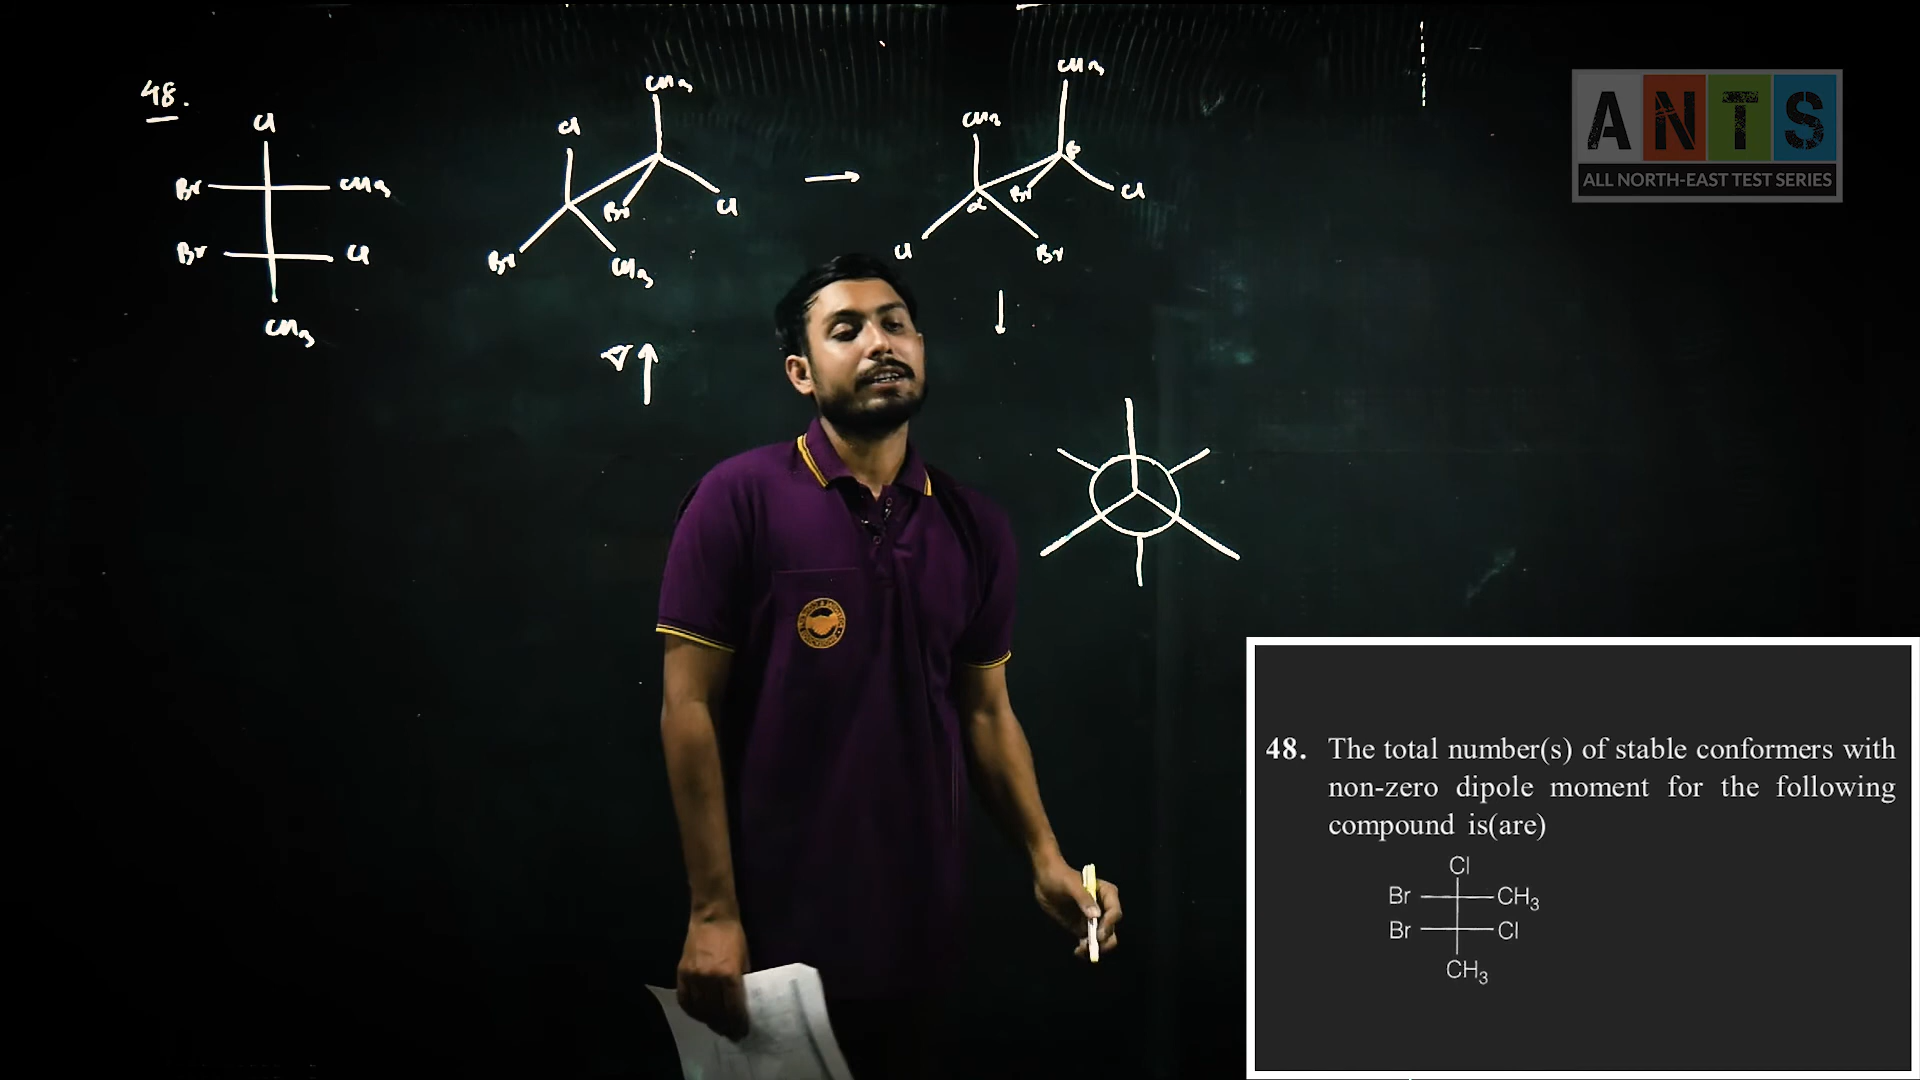 48.
Cl
Br CH3
Br Cl
CH3
Cl CH3
Br Cl
Br CH3
CH3 CH3
α β
Br Cl
Cl Br
ANTS
ALL NORTH-EAST TEST SERIES
48. The total number(s) of stable conformers with
non-zero dipole moment for the following
compound is(are)
Cl
Br CH₃
Br Cl
CH₃